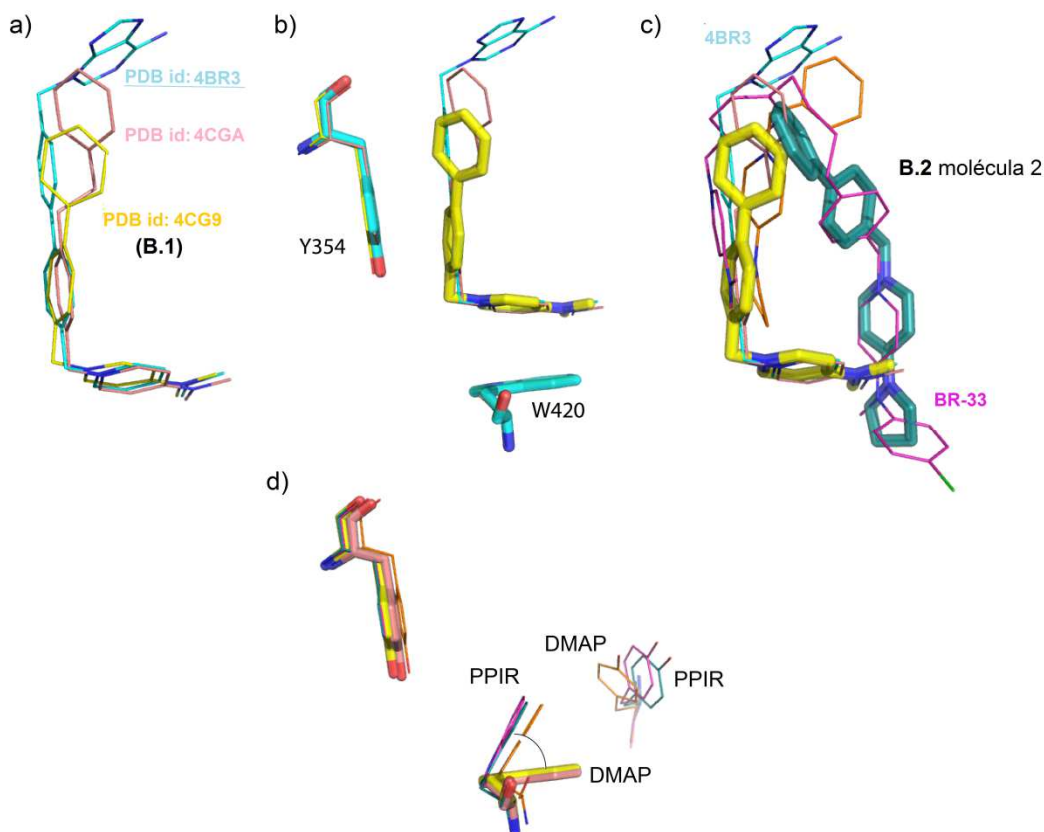 a)
PDB id: 4BR3
PDB id: 4CGA
PDB id: 4CG9
(B.1)
b)
Y354
W420
c)
4BR3
B.2 molécula 2
BR-33
d)
DMAP
PPIR
PPIR
DMAP